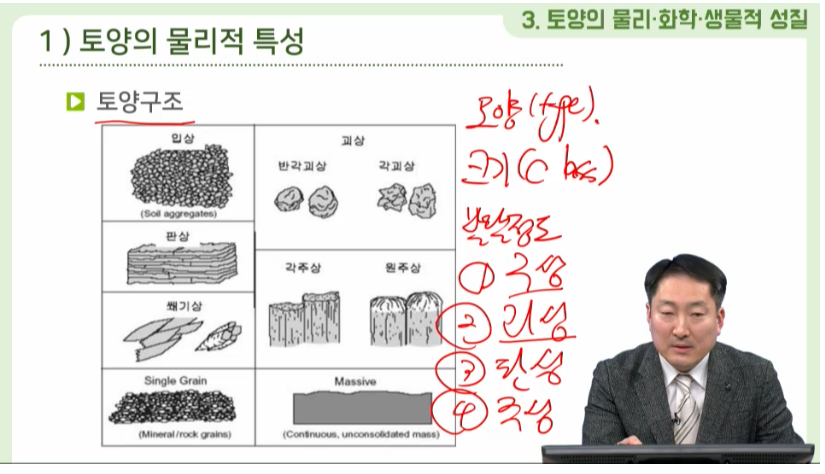 3. 토양의 물리·화학·생물적 성질
1 ) 토양의 물리적 특성
토양구조
입상
(Soil aggregates)
괴상
반각괴상
각괴상
판상
각주상
원주상
쐐기상
Single Grain
(Mineral/rock grains)
Massive
(Continuous, unconsolidated mass)
모양(type).
크기(class)
발달정도
① 구상
②
③ 판상
④ 주상